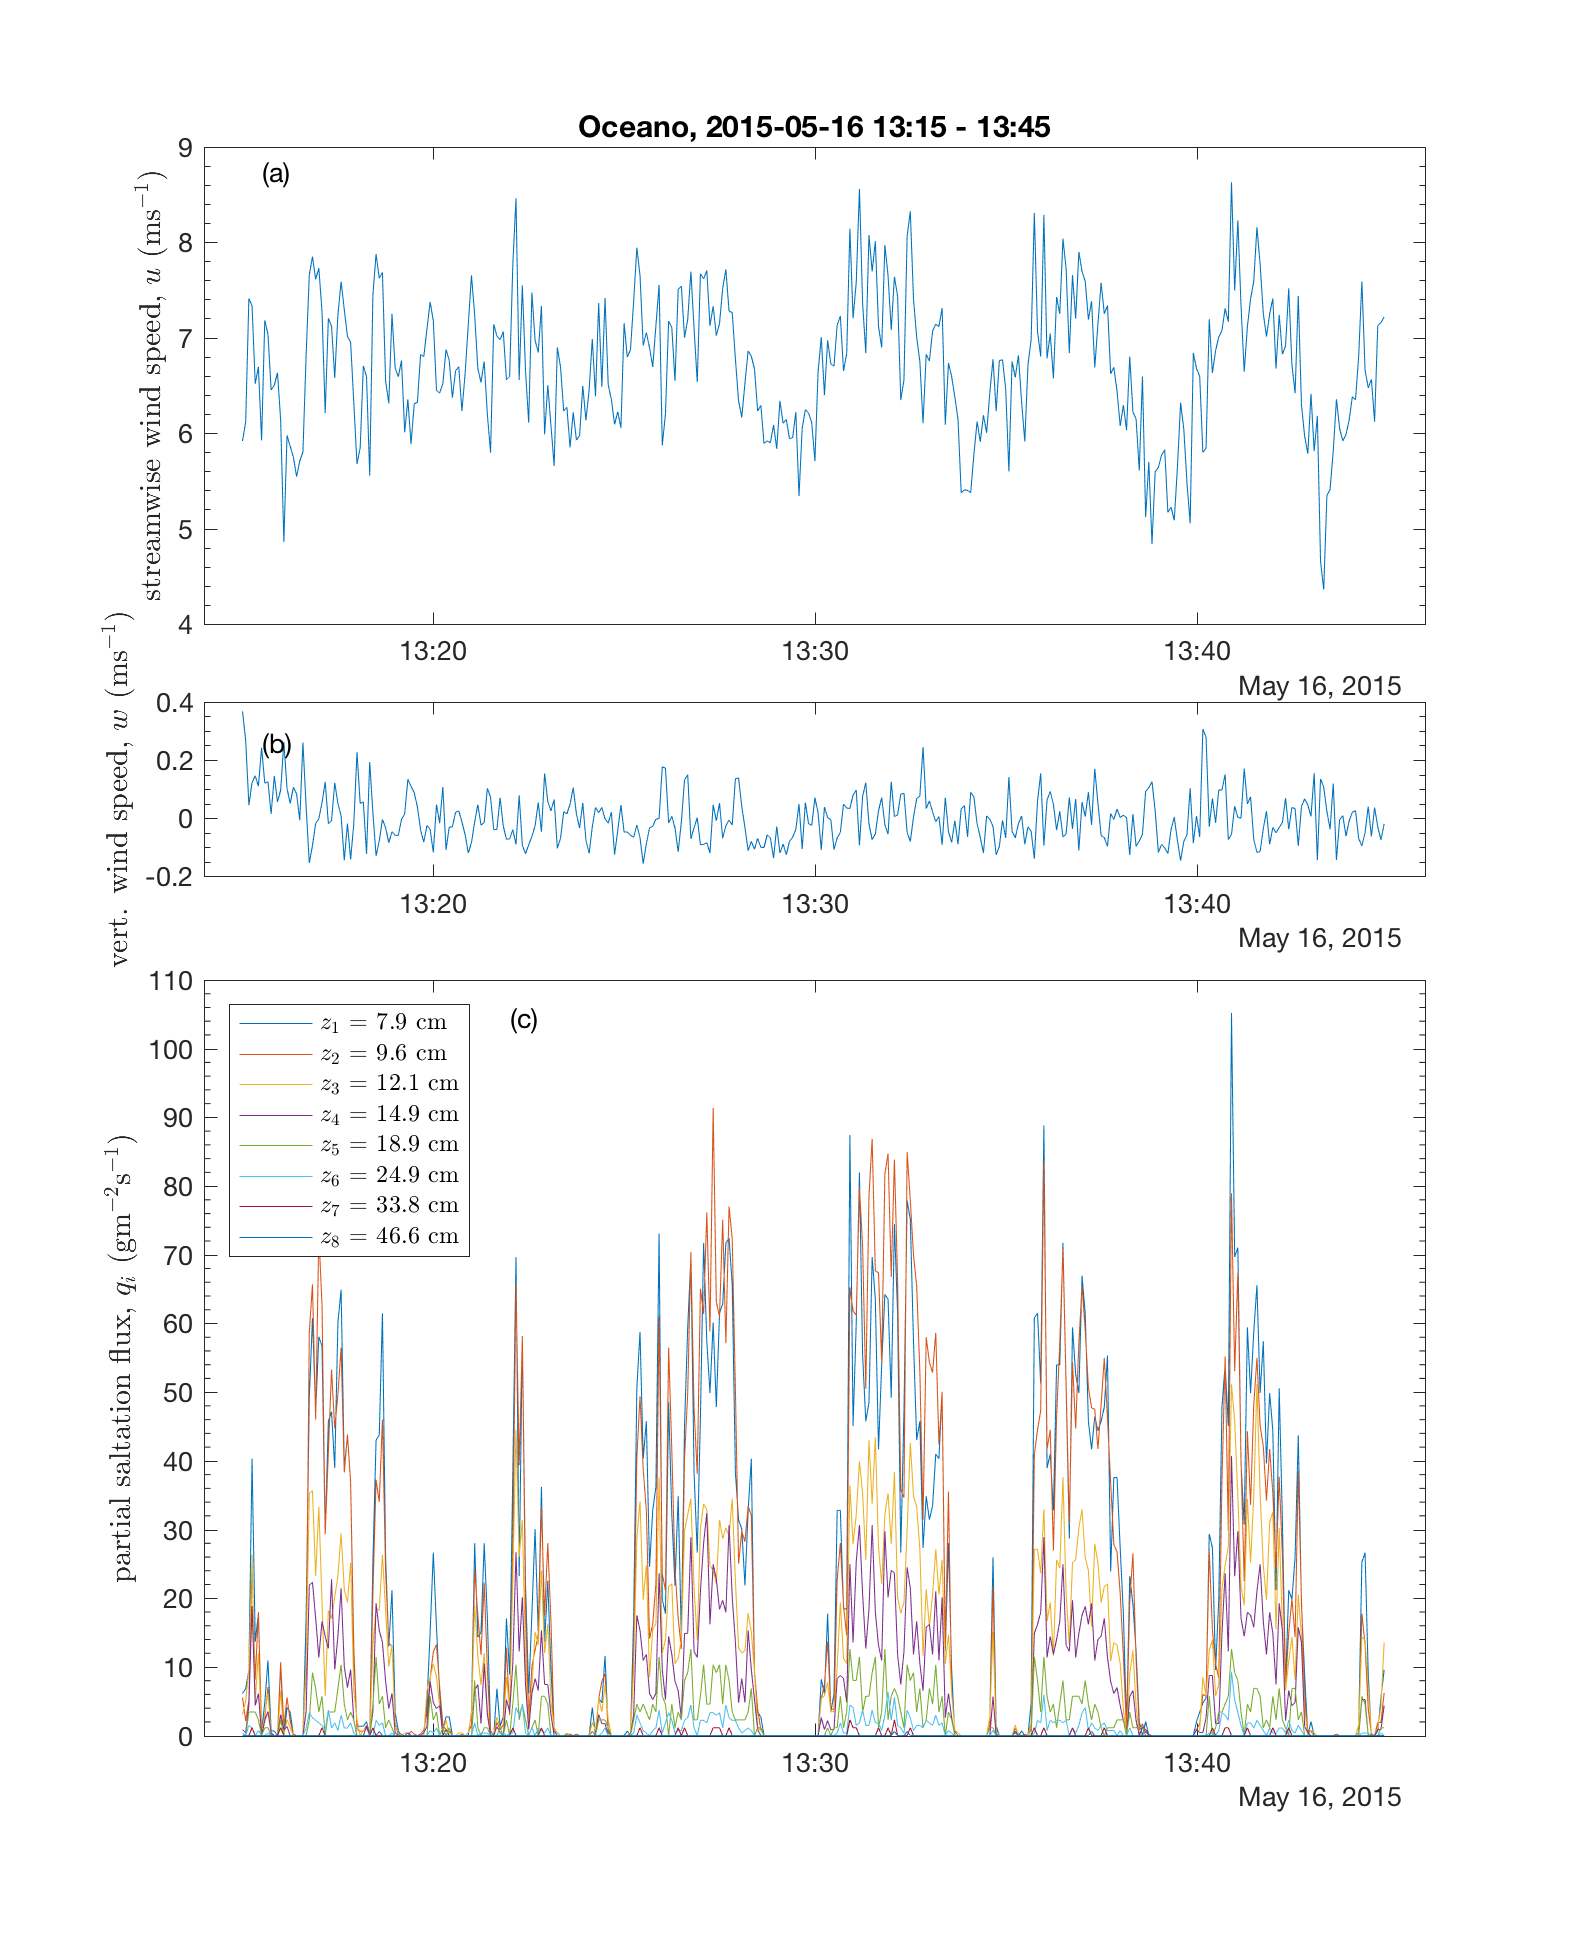 Oceano, 2015-05-16 13:15 - 13:45
(a)
streamwise wind speed, u (ms⁻¹)
9
8
7
6
5
4
13:20 13:30 13:40
May 16, 2015
(b)
vert. wind speed, w (ms⁻¹)
0.4
0.2
0
-0.2
13:20 13:30 13:40
May 16, 2015
(c)
partial saltation flux, qᵢ (gm⁻²s⁻¹)
110
100
90
80
70
60
50
40
30
20
10
0
z₁ = 7.9 cm
z₂ = 9.6 cm
z₃ = 12.1 cm
z₄ = 14.9 cm
z₅ = 18.9 cm
z₆ = 24.9 cm
z₇ = 33.8 cm
z₈ = 46.6 cm
13:20 13:30 13:40
May 16, 2015